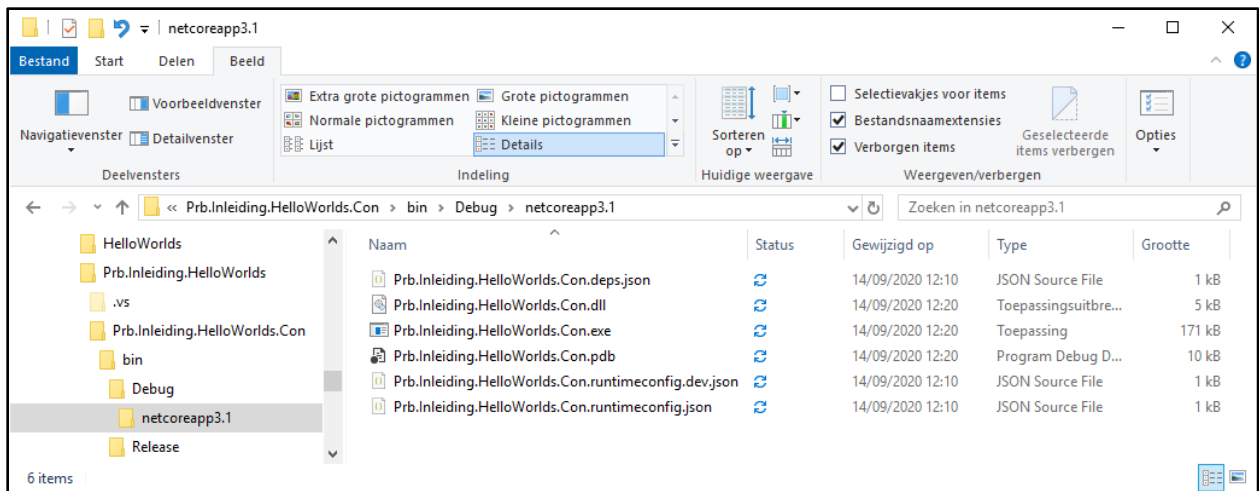 netcoreapp3.1
Bestand Start Delen Beeld
Navigatievenster
Voorbeeldvenster
Detailvenster
Deelvensters
Extra grote pictogrammen Grote pictogrammen
Normale pictogrammen Kleine pictogrammen
Lijst Details
Indeling
Sorteren
op
Huidige weergave
Selectievakjes voor items
Bestandsnaamextensies
Verborgen items
Geselecteerde
items verbergen
Weergeven/verbergen
Opties
« Prb.Inleiding.HelloWorlds.Con > bin > Debug > netcoreapp3.1
Zoeken in netcoreapp3.1
HelloWorlds
Prb.Inleiding.HelloWorlds
.vs
Prb.Inleiding.HelloWorlds.Con
bin
Debug
netcoreapp3.1
Release
Naam Status Gewijzigd op Type Grootte
Prb.Inleiding.HelloWorlds.Con.deps.json 14/09/2020 12:10 JSON Source File 1 kB
Prb.Inleiding.HelloWorlds.Con.dll 14/09/2020 12:20 Toepassingsuitbre... 5 kB
Prb.Inleiding.HelloWorlds.Con.exe 14/09/2020 12:20 Toepassing 171 kB
Prb.Inleiding.HelloWorlds.Con.pdb 14/09/2020 12:20 Program Debug D... 10 kB
Prb.Inleiding.HelloWorlds.Con.runtimeconfig.dev.json 14/09/2020 12:10 JSON Source File 1 kB
Prb.Inleiding.HelloWorlds.Con.runtimeconfig.json 14/09/2020 12:10 JSON Source File 1 kB
6 items